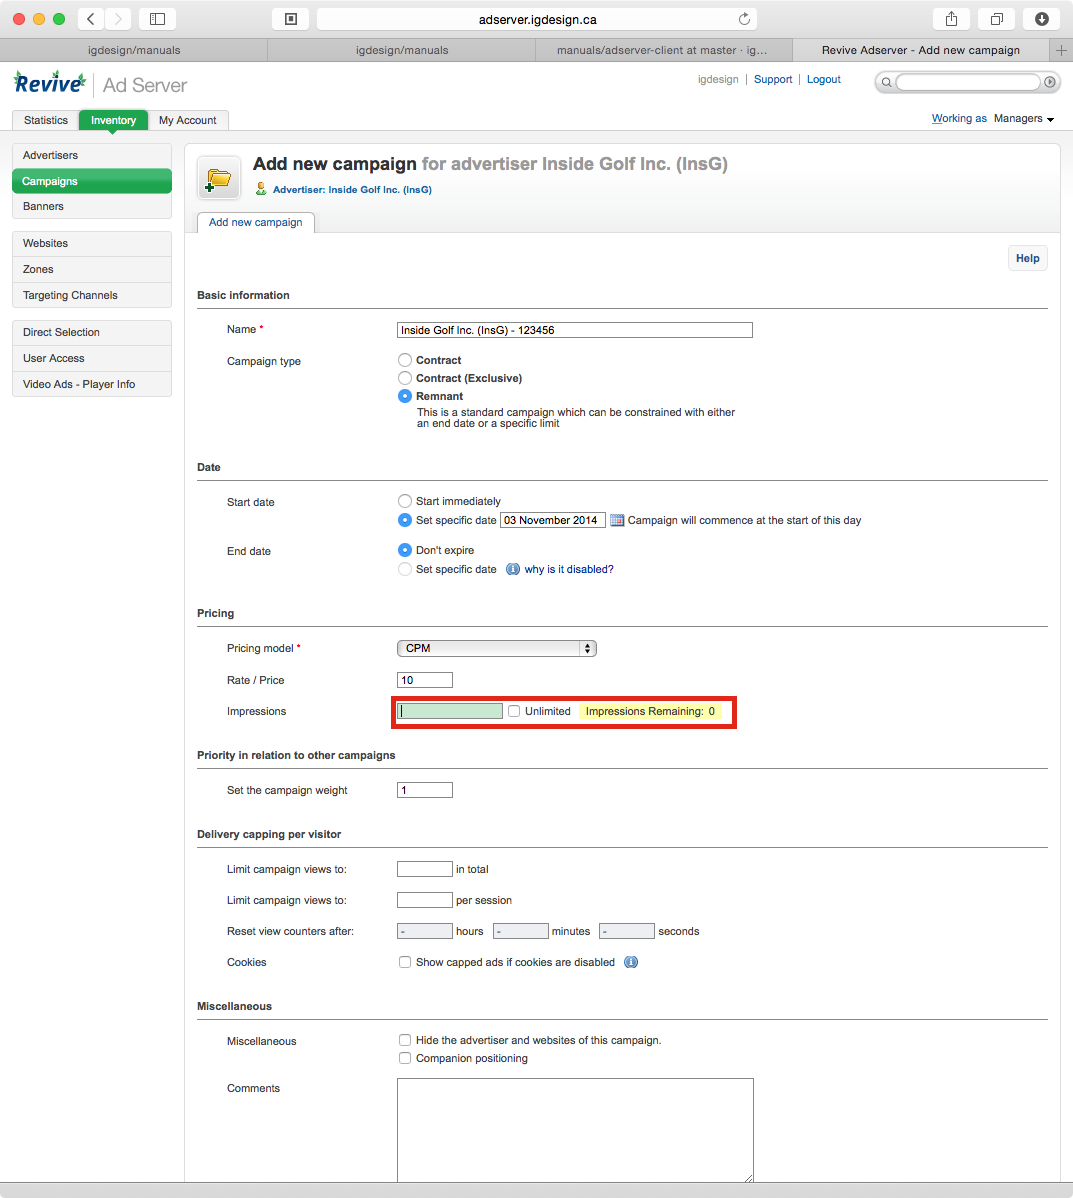 adserver.igdesign.ca
igdesign/manuals
igdesign/manuals
manuals/adserver-client at master · ig...
Revive Adserver - Add new campaign
Revive Ad Server
igdesign | Support | Logout
Statistics
Inventory
My Account
Working as Managers
Advertisers
Campaigns
Banners
Websites
Zones
Targeting Channels
Direct Selection
User Access
Video Ads - Player Info
Add new campaign for advertiser Inside Golf Inc. (InsG)
Advertiser: Inside Golf Inc. (InsG)
Add new campaign
Help
Basic information
Name * Inside Golf Inc. (InsG) - 123456
Campaign type
Contract
Contract (Exclusive)
Remnant
This is a standard campaign which can be constrained with either
an end date or a specific limit
Date
Start date
Start immediately
Set specific date 03 November 2014 Campaign will commence at the start of this day
End date
Don't expire
Set specific date why is it disabled?
Pricing
Pricing model * CPM
Rate / Price 10
Impressions Unlimited Impressions Remaining: 0
Priority in relation to other campaigns
Set the campaign weight 1
Delivery capping per visitor
Limit campaign views to: in total
Limit campaign views to: per session
Reset view counters after: - hours - minutes - seconds
Cookies Show capped ads if cookies are disabled
Miscellaneous
Miscellaneous Hide the advertiser and websites of this campaign.
Companion positioning
Comments